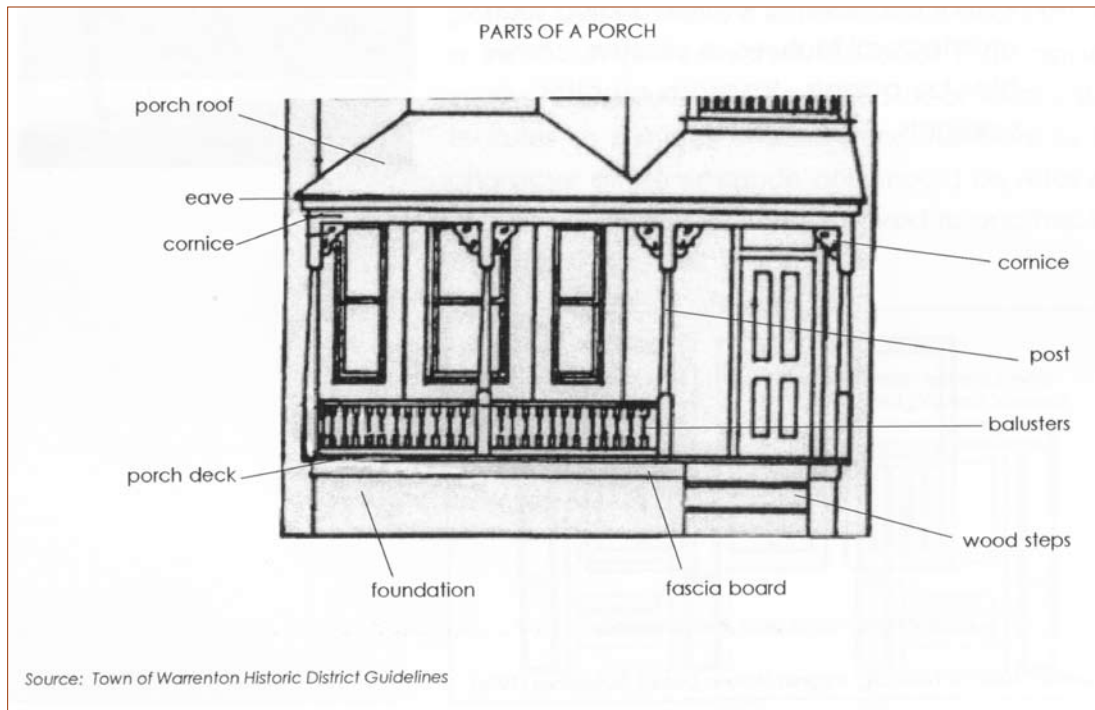 PARTS OF A PORCH
porch roof
eave
cornice
cornice
post
balusters
porch deck
wood steps
foundation
fascia board
Source: Town of Warrenton Historic District Guidelines